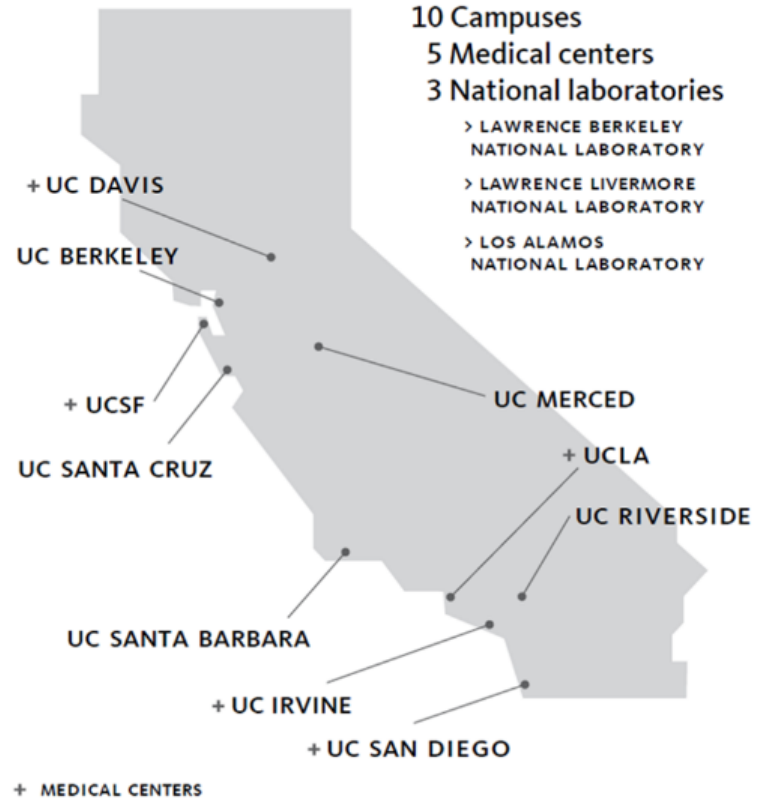 10 Campuses
5 Medical centers
3 National laboratories
> LAWRENCE BERKELEY
NATIONAL LABORATORY
> LAWRENCE LIVERMORE
NATIONAL LABORATORY
> LOS ALAMOS
NATIONAL LABORATORY
+ UC DAVIS
UC BERKELEY
+ UCSF
UC MERCED
UC SANTA CRUZ
+ UCLA
UC RIVERSIDE
UC SANTA BARBARA
+ UC IRVINE
+ UC SAN DIEGO
+ MEDICAL CENTERS